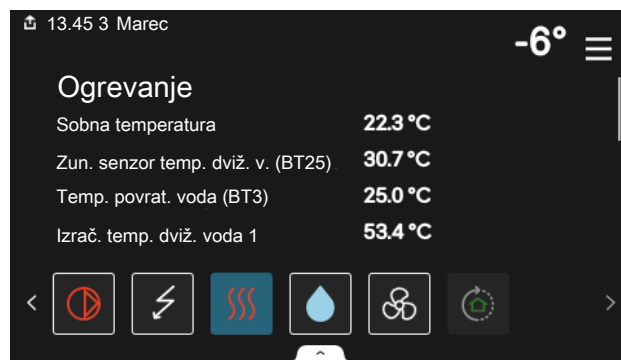 13.45 3 Marec
-6°
Ogrevanje
Sobna temperatura 22.3 °C
Zun. senzor temp. dviž. v. (BT25) 30.7 °C
Temp. povrat. voda (BT3) 25.0 °C
Izrač. temp. dviž. voda 1 53.4 °C